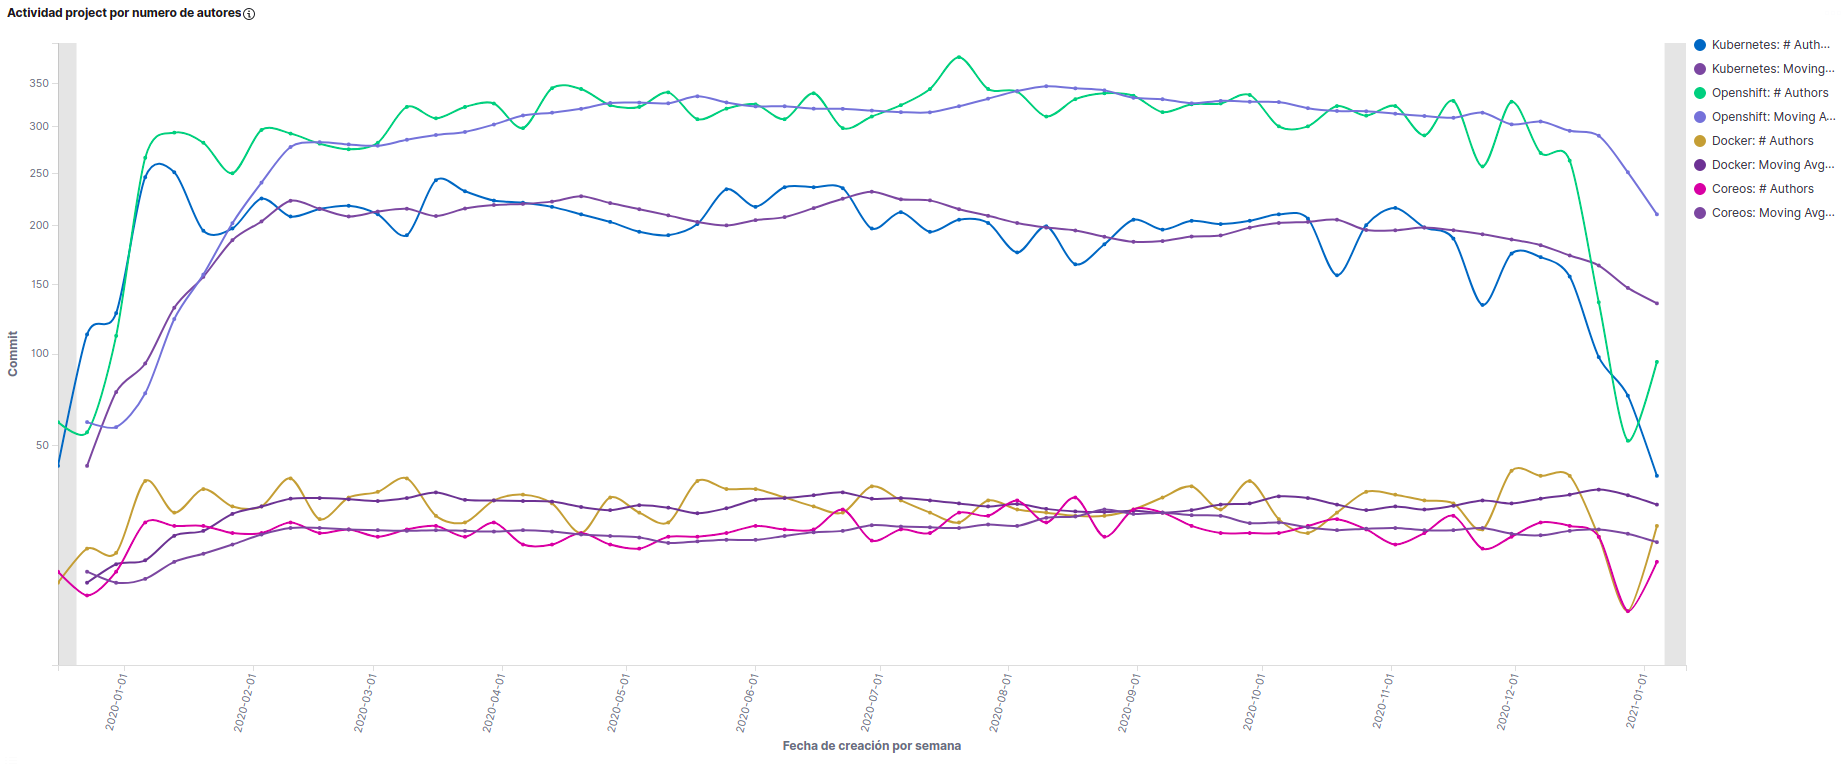 Actividad project por numero de autores
Commit
350
300
250
200
150
100
50
2020-01-01
2020-02-01
2020-03-01
2020-04-01
2020-05-01
2020-06-01
2020-07-01
2020-08-01
2020-09-01
2020-10-01
2020-11-01
2020-12-01
2021-01-01
Fecha de creación por semana
Kubernetes: # Auth...
Kubernetes: Moving...
Openshift: # Authors
Openshift: Moving A...
Docker: # Authors
Docker: Moving Avg...
Coreos: # Authors
Coreos: Moving Avg...